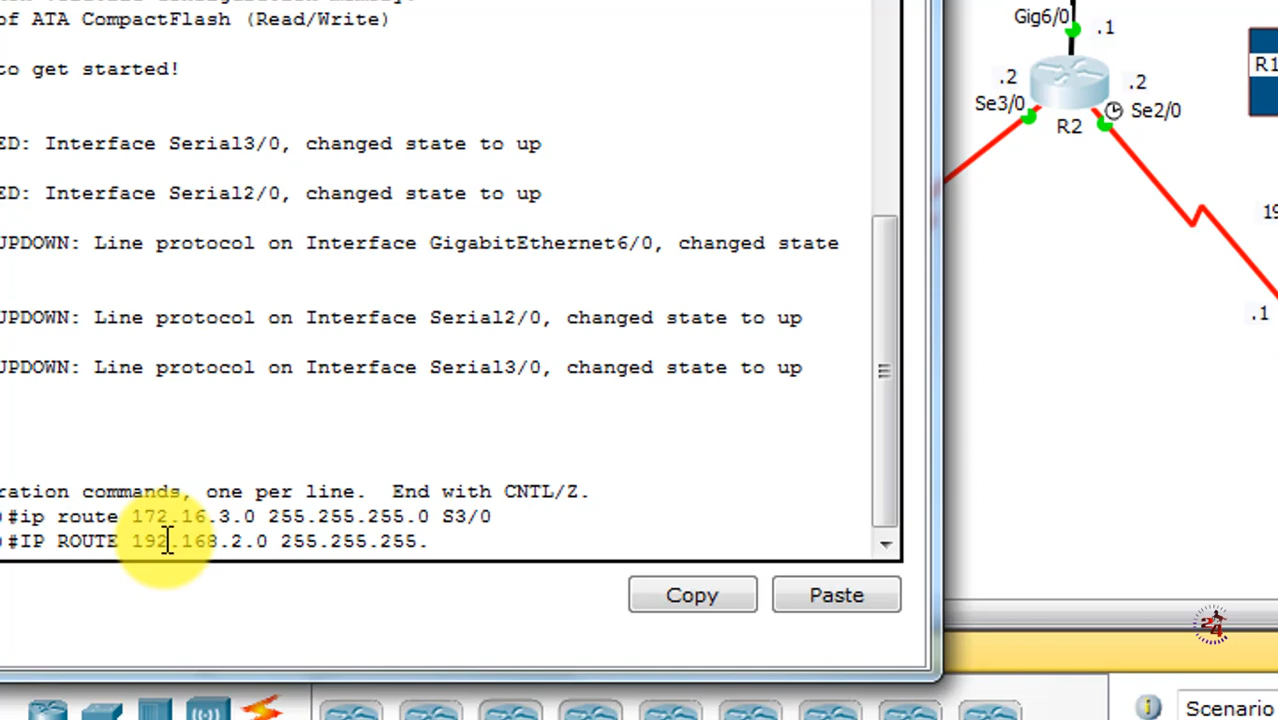 of ATA CompactFlash (Read/Write)
to get started!
ED: Interface Serial3/0, changed state to up
ED: Interface Serial2/0, changed state to up
UPDOWN: Line protocol on Interface GigabitEthernet6/0, changed state
UPDOWN: Line protocol on Interface Serial2/0, changed state to up
UPDOWN: Line protocol on Interface Serial3/0, changed state to up
ration commands, one per line. End with CNTL/Z.
#ip route 172.16.3.0 255.255.255.0 S3/0
#IP ROUTE 192.168.2.0 255.255.255.
Copy
Paste
Gig6/0
.1
.2
Se3/0
R2
.2
Se2/0
R1
19
.1
24
Scenario